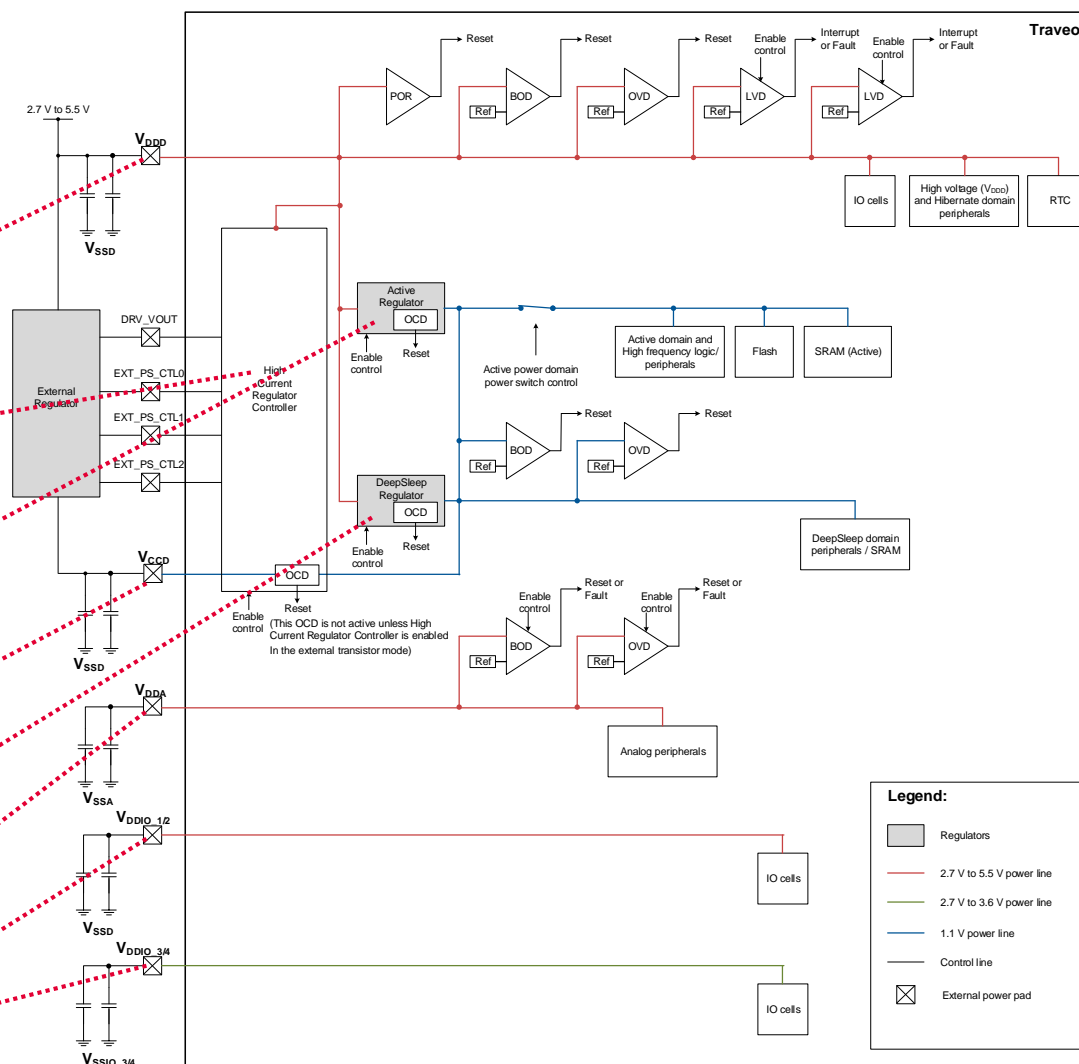 Traveo
Reset
Reset
Reset
Enable
control
Interrupt
or Fault
Enable
control
Interrupt
or Fault
POR
BOD
OVD
LVD
LVD
Ref
Ref
Ref
Ref
2.7 V to 5.5 V
VDDD
VSSD
IO cells
High voltage (VDDD)
and Hibernate domain
peripherals
RTC
DRV_VOUT
EXT_PS_CTL0
EXT_PS_CTL1
EXT_PS_CTL2
External
Regulator
High
Current
Regulator
Controller
Active
Regulator
OCD
Enable
control
Reset
Active power domain
power switch control
Active domain and
High frequency logic/
peripherals
Flash
SRAM (Active)
Reset
Reset
BOD
OVD
Ref
Ref
DeepSleep
Regulator
OCD
Enable
control
Reset
DeepSleep domain
peripherals / SRAM
VCCD
VSSD
OCD
Enable
control
Reset
(This OCD is not active unless High
Current Regulator Controller is enabled
In the external transistor mode)
Enable
control
Reset or
Fault
Enable
control
Reset or
Fault
BOD
OVD
Ref
Ref
VDDA
VSSA
Analog peripherals
VDDIO_1/2
VSSD
IO cells
VDDIO_3/4
VSSIO_3/4
IO cells
Legend:
Regulators
2.7 V to 5.5 V power line
2.7 V to 3.6 V power line
1.1 V power line
Control line
External power pad